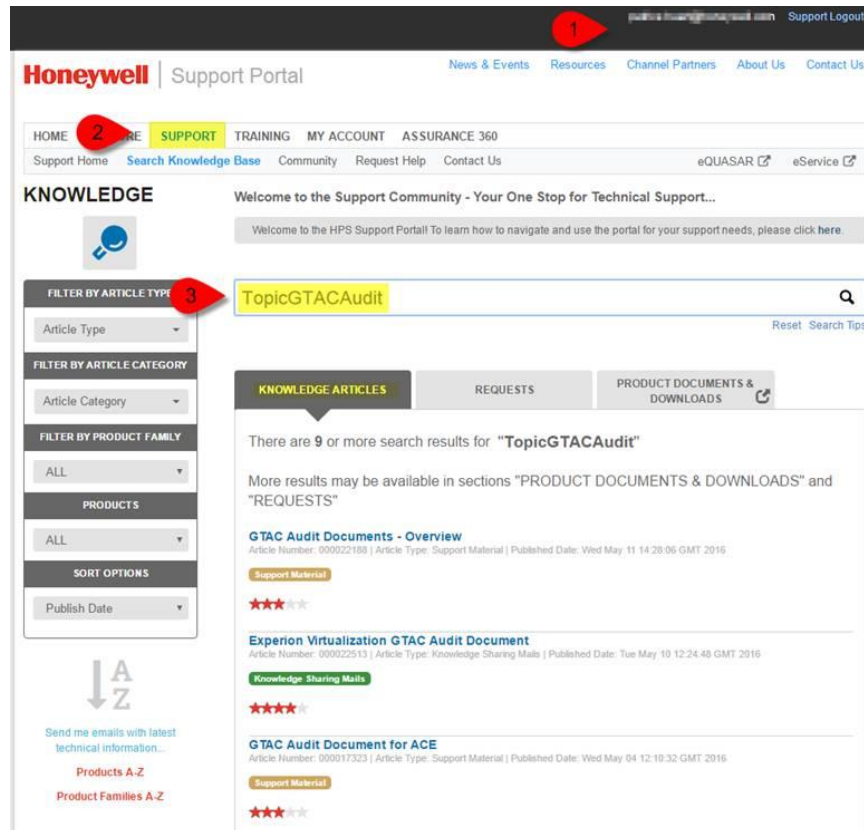 1
Support Logout
Honeywell | Support Portal
News & Events Resources Channel Partners About Us Contact Us
HOME 2 RE SUPPORT TRAINING MY ACCOUNT ASSURANCE 360
Support Home Search Knowledge Base Community Request Help Contact Us eQUASAR eService
KNOWLEDGE
Welcome to the Support Community - Your One Stop for Technical Support...
Welcome to the HPS Support Portal! To learn how to navigate and use the portal for your support needs, please click here.
FILTER BY ARTICLE TYPE
3
TopicGTACAudit
Article Type
Reset Search Tips
FILTER BY ARTICLE CATEGORY
Article Category
KNOWLEDGE ARTICLES
REQUESTS
PRODUCT DOCUMENTS &
DOWNLOADS
FILTER BY PRODUCT FAMILY
ALL
PRODUCTS
ALL
SORT OPTIONS
Publish Date
There are 9 or more search results for "TopicGTACAudit"
More results may be available in sections "PRODUCT DOCUMENTS & DOWNLOADS" and
"REQUESTS"
GTAC Audit Documents - Overview
Article Number: 000022188 | Article Type: Support Material | Published Date: Wed May 11 14:28:06 GMT 2016
Support Material
Experion Virtualization GTAC Audit Document
Article Number: 000022513 | Article Type: Knowledge Sharing Mails | Published Date: Tue May 10 12:24:48 GMT 2016
Knowledge Sharing Mails
GTAC Audit Document for ACE
Article Number: 000017323 | Article Type: Support Material | Published Date: Wed May 04 12:18:32 GMT 2016
Support Material
A
Z
Send me emails with latest
technical information...
Products A-Z
Product Families A-Z